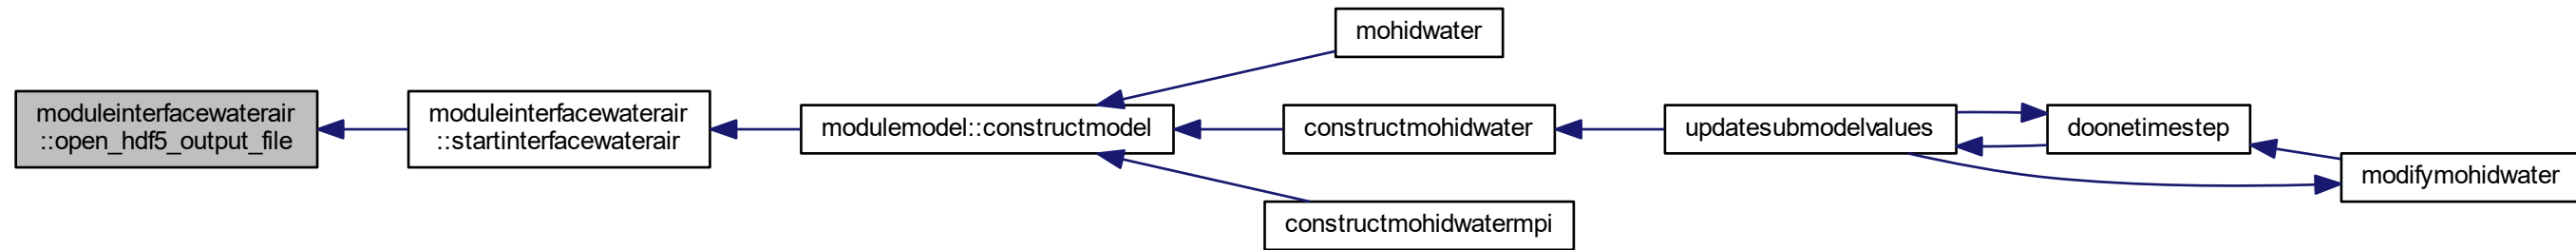 moduleinterfacewaterair
::open_hdf5_output_file
moduleinterfacewaterair
::startinterfacewaterair
modulemodel::constructmodel
mohidwater
constructmohidwater
constructmohidwatermpi
updatesubmodelvalues
doonetimestep
modifymohidwater